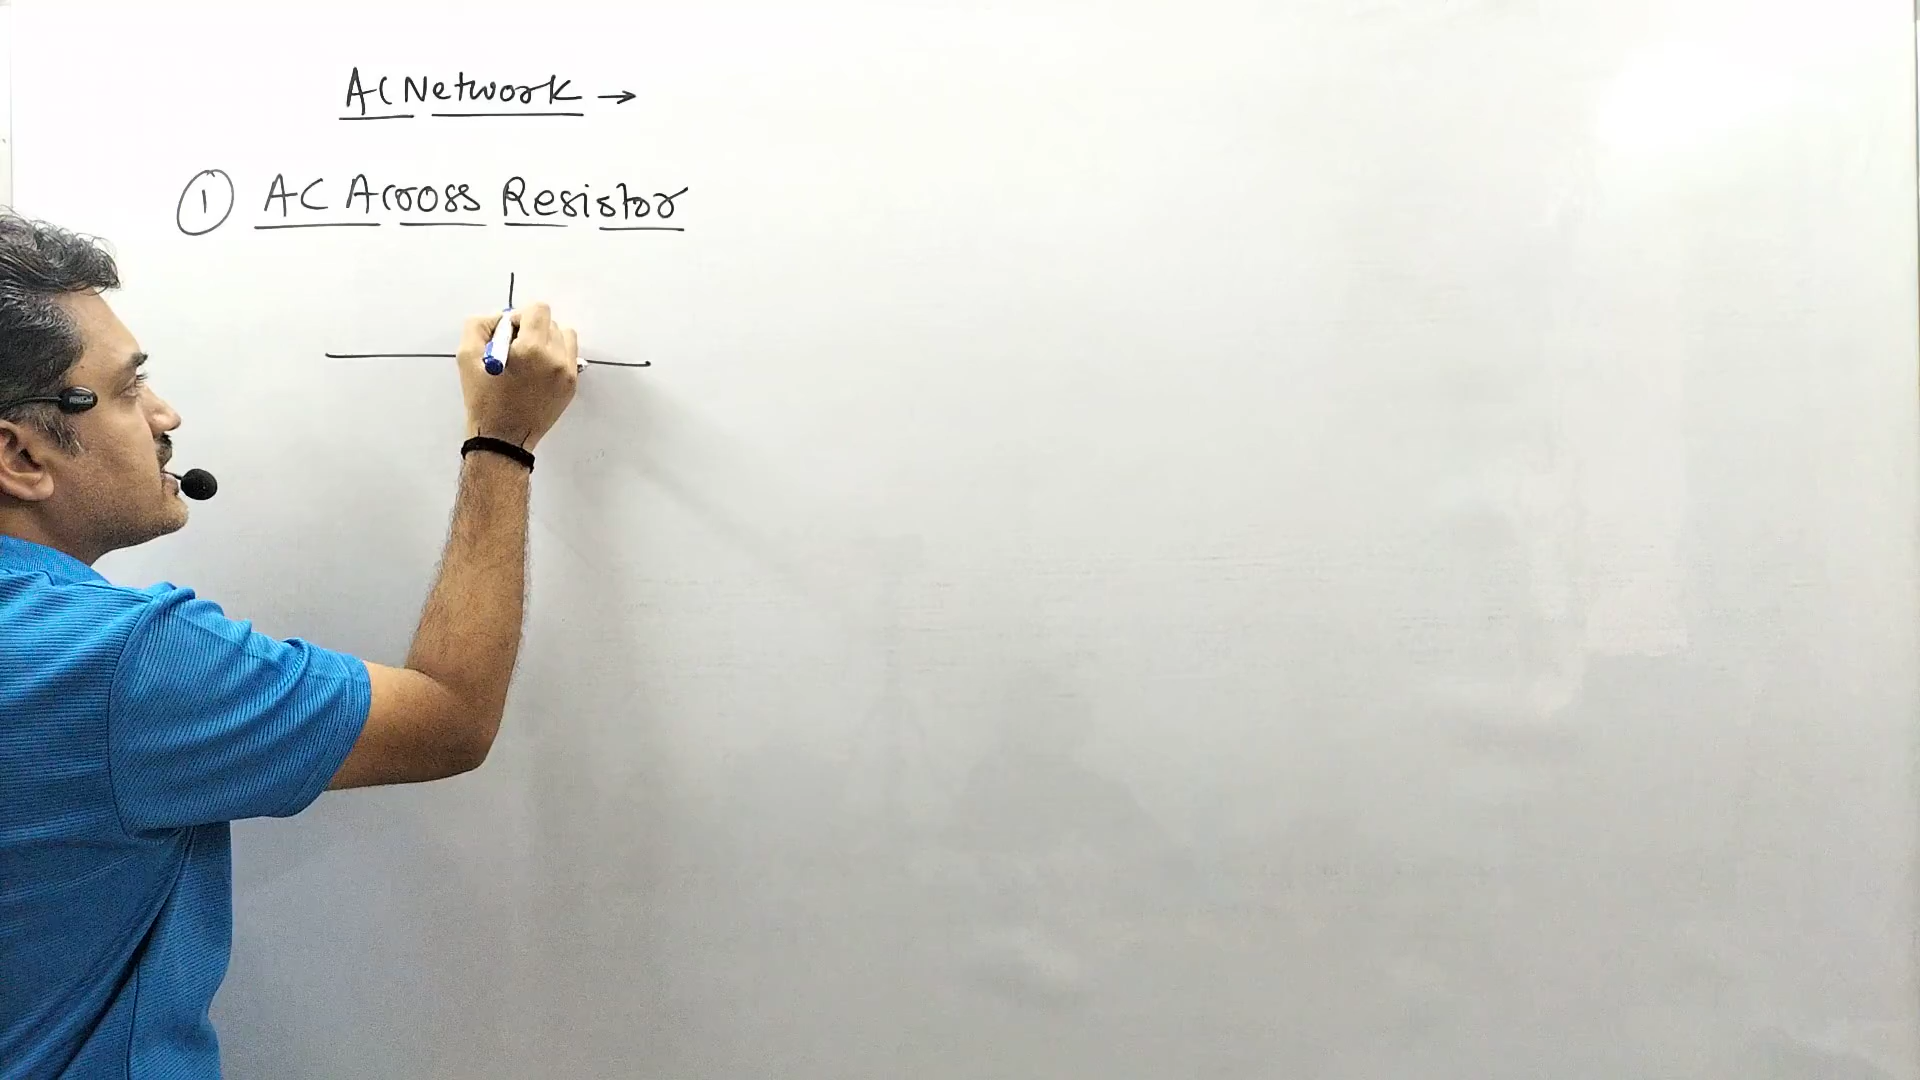 AC Network →
① AC Across Resistor